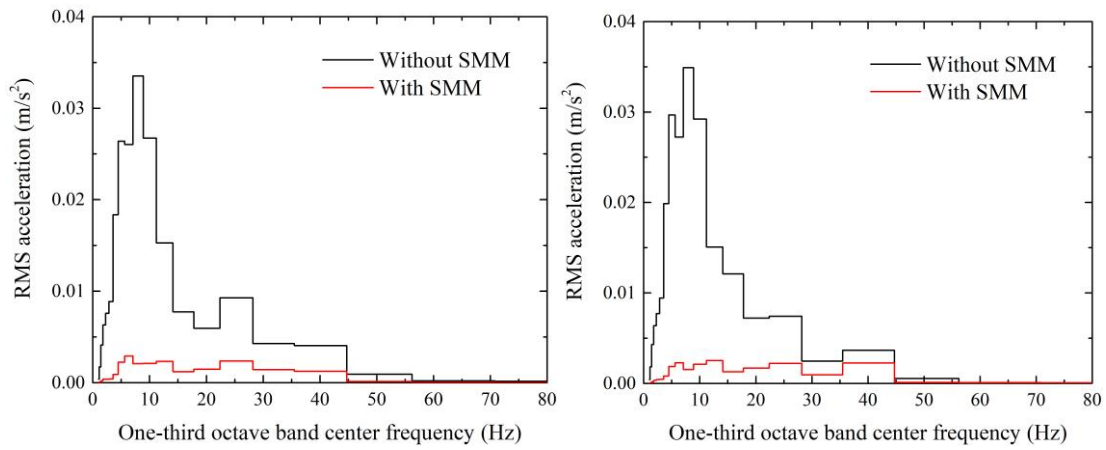 0.04
0.03
0.02
0.01
0.00
RMS acceleration (m/s²)
Without SMM
With SMM
0 10 20 30 40 50 60 70 80
One-third octave band center frequency (Hz)
0.04
0.03
0.02
0.01
0.00
RMS acceleration (m/s²)
Without SMM
With SMM
0 10 20 30 40 50 60 70 80
One-third octave band center frequency (Hz)